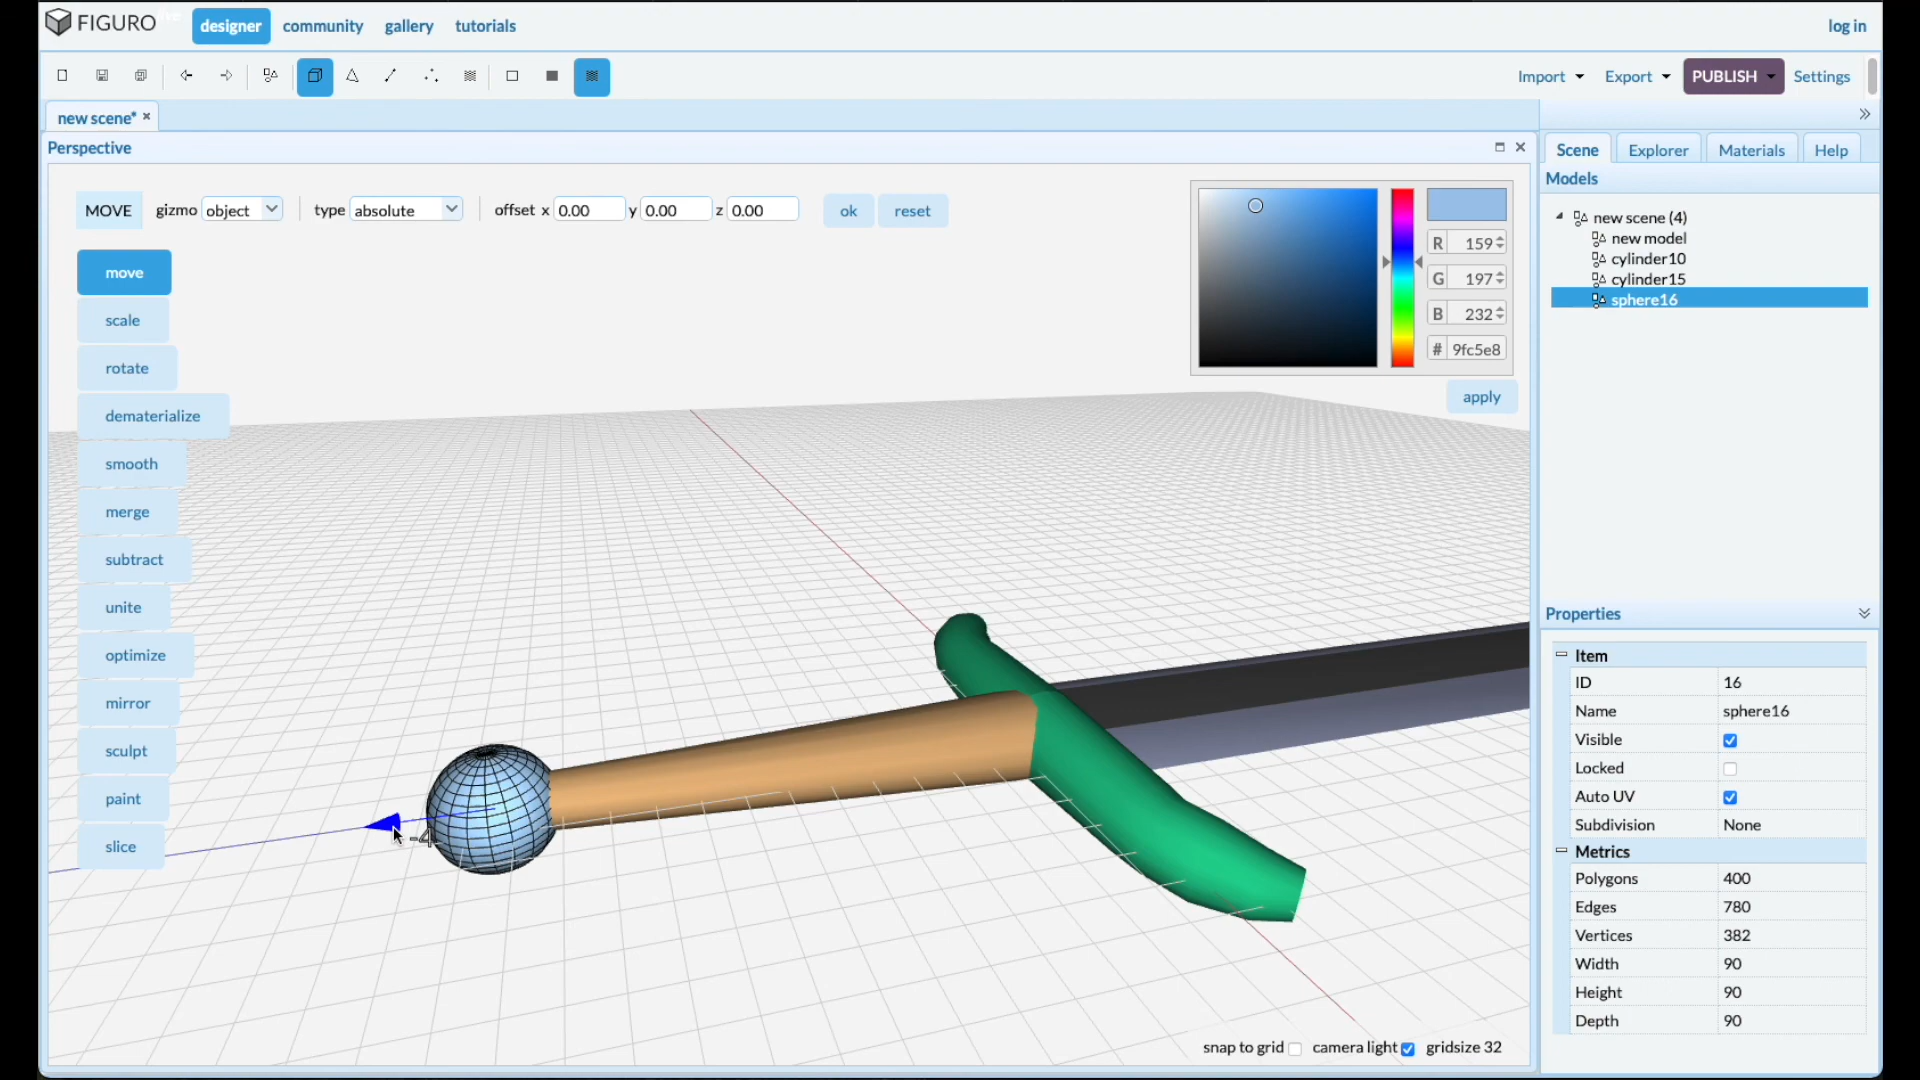 FIGURO designer community gallery tutorials log in
Import Export PUBLISH Settings
new scene* ×
Perspective
MOVE gizmo object type absolute offset x 0.00 y 0.00 z 0.00 ok reset
move
scale
rotate
dematerialize
smooth
merge
subtract
unite
optimize
mirror
sculpt
paint
slice
R 159
G 197
B 232
# 9fc5e8
apply
-4
snap to grid camera light gridsize 32
Scene Explorer Materials Help
Models
new scene (4)
new model
cylinder10
cylinder15
sphere16
Properties
Item
ID 16
Name sphere16
Visible
Locked
Auto UV
Subdivision None
Metrics
Polygons 400
Edges 780
Vertices 382
Width 90
Height 90
Depth 90